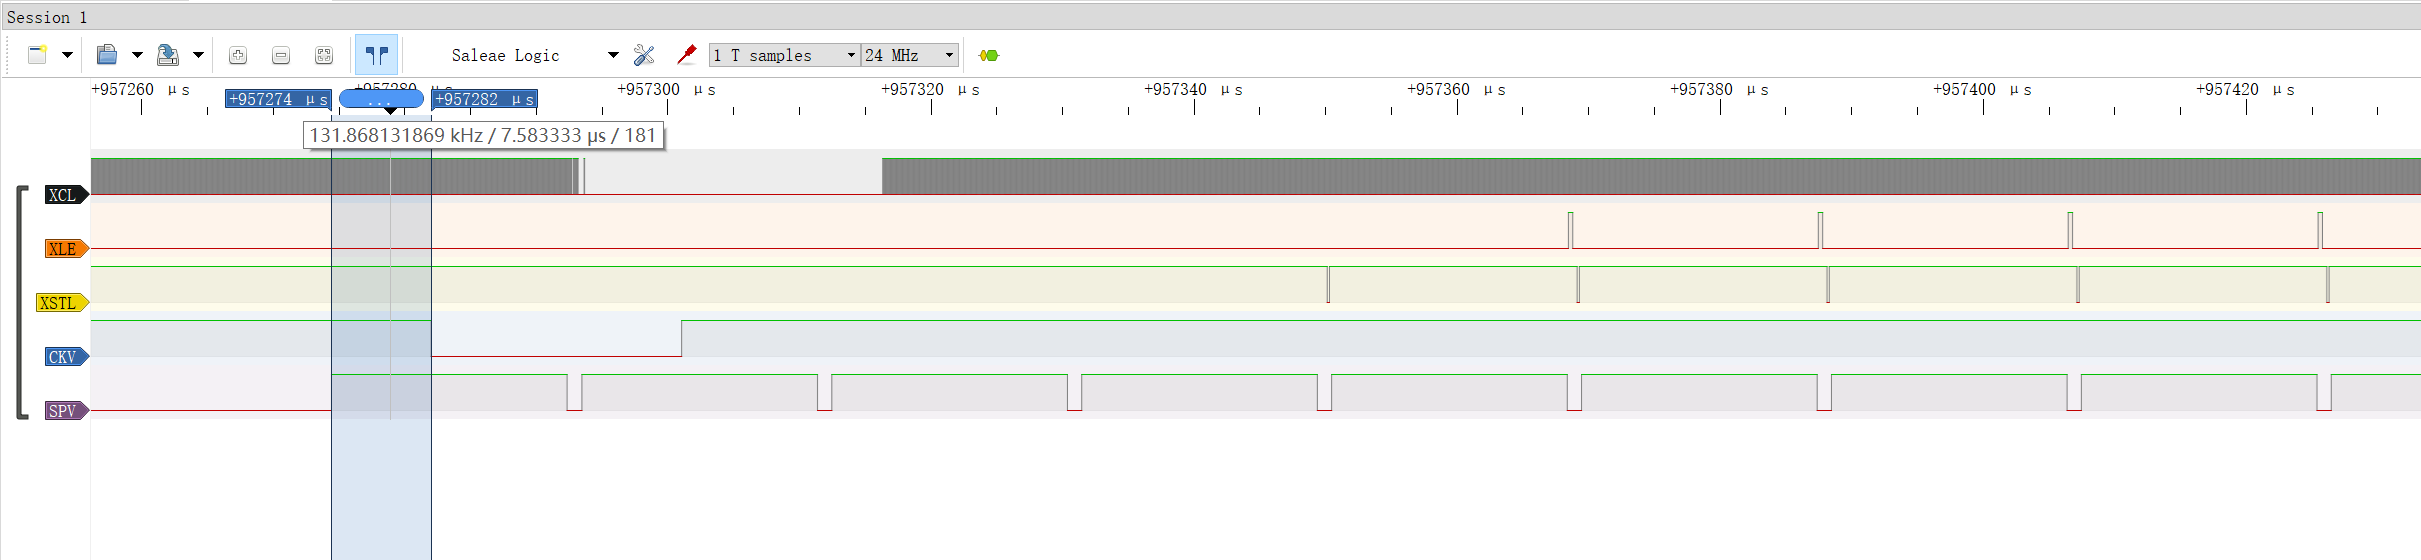 Session 1
Saleae Logic 1 T samples 24 MHz
+957260 µs +957280 µs +957300 µs +957320 µs +957340 µs +957360 µs +957380 µs +957400 µs +957420 µs
+957274 µs ... +957282 µs
131.868131869 kHz / 7.583333 µs / 181
XCL
XLE
XSTL
CKV
SPV